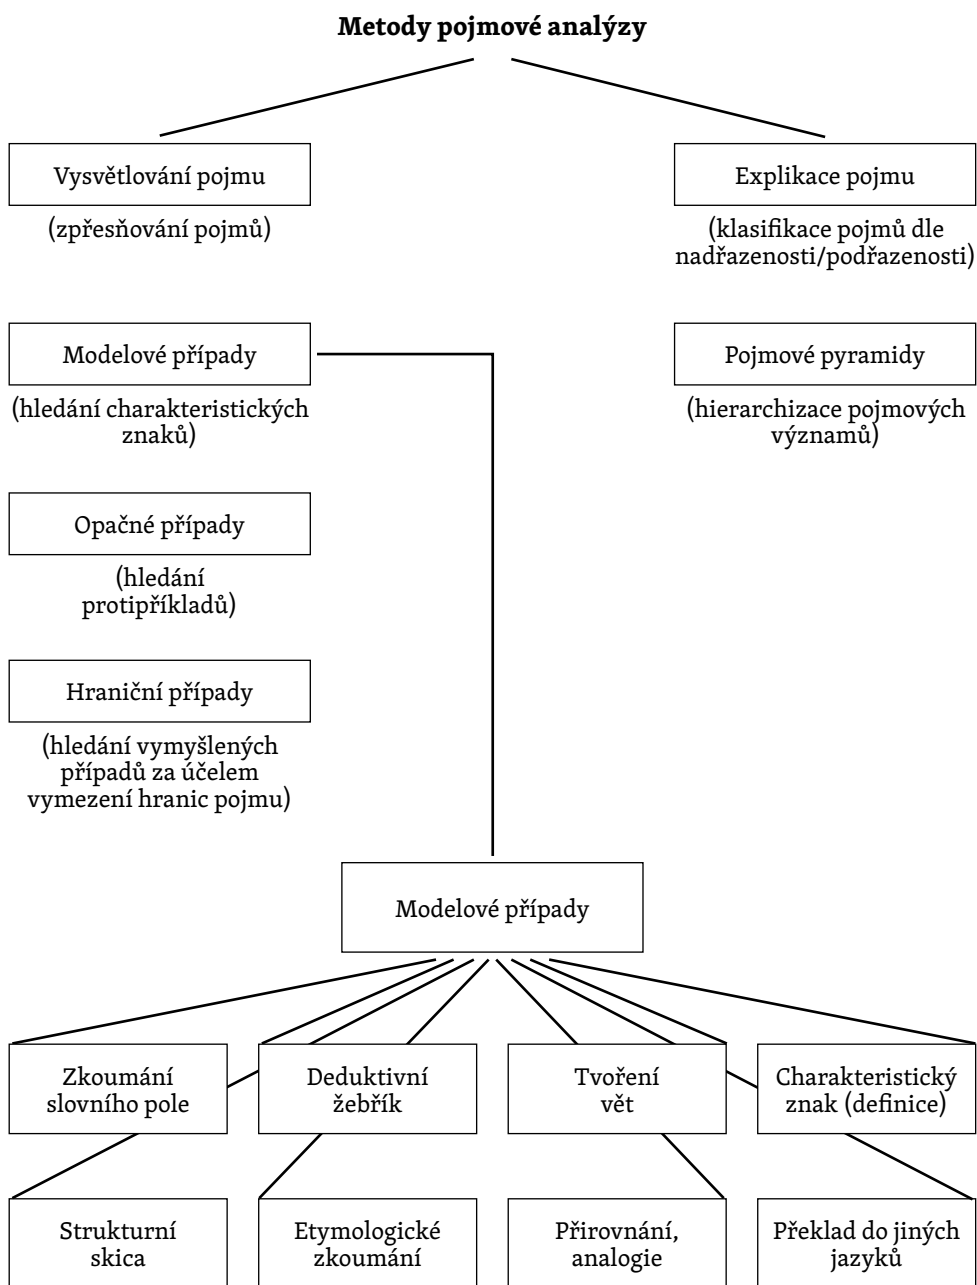 Metody pojmové analýzy
Vysvětlování pojmu
(zpřesňování pojmů)
Explikace pojmu
(klasifikace pojmů dle
nadřazenosti/podřazenosti)
Modelové případy
(hledání charakteristických
znaků)
Pojmové pyramidy
(hierarchizace pojmových
významů)
Opačné případy
(hledání
protipříkladů)
Hraniční případy
(hledání vymyšlených
případů za účelem
vymezení hranic pojmu)
Modelové případy
Zkoumání
slovního pole
Deduktivní
žebřík
Tvoření
vět
Charakteristický
znak (definice)
Strukturní
skica
Etymologické
zkoumání
Přirovnání,
analogie
Překlad do jiných
jazyků